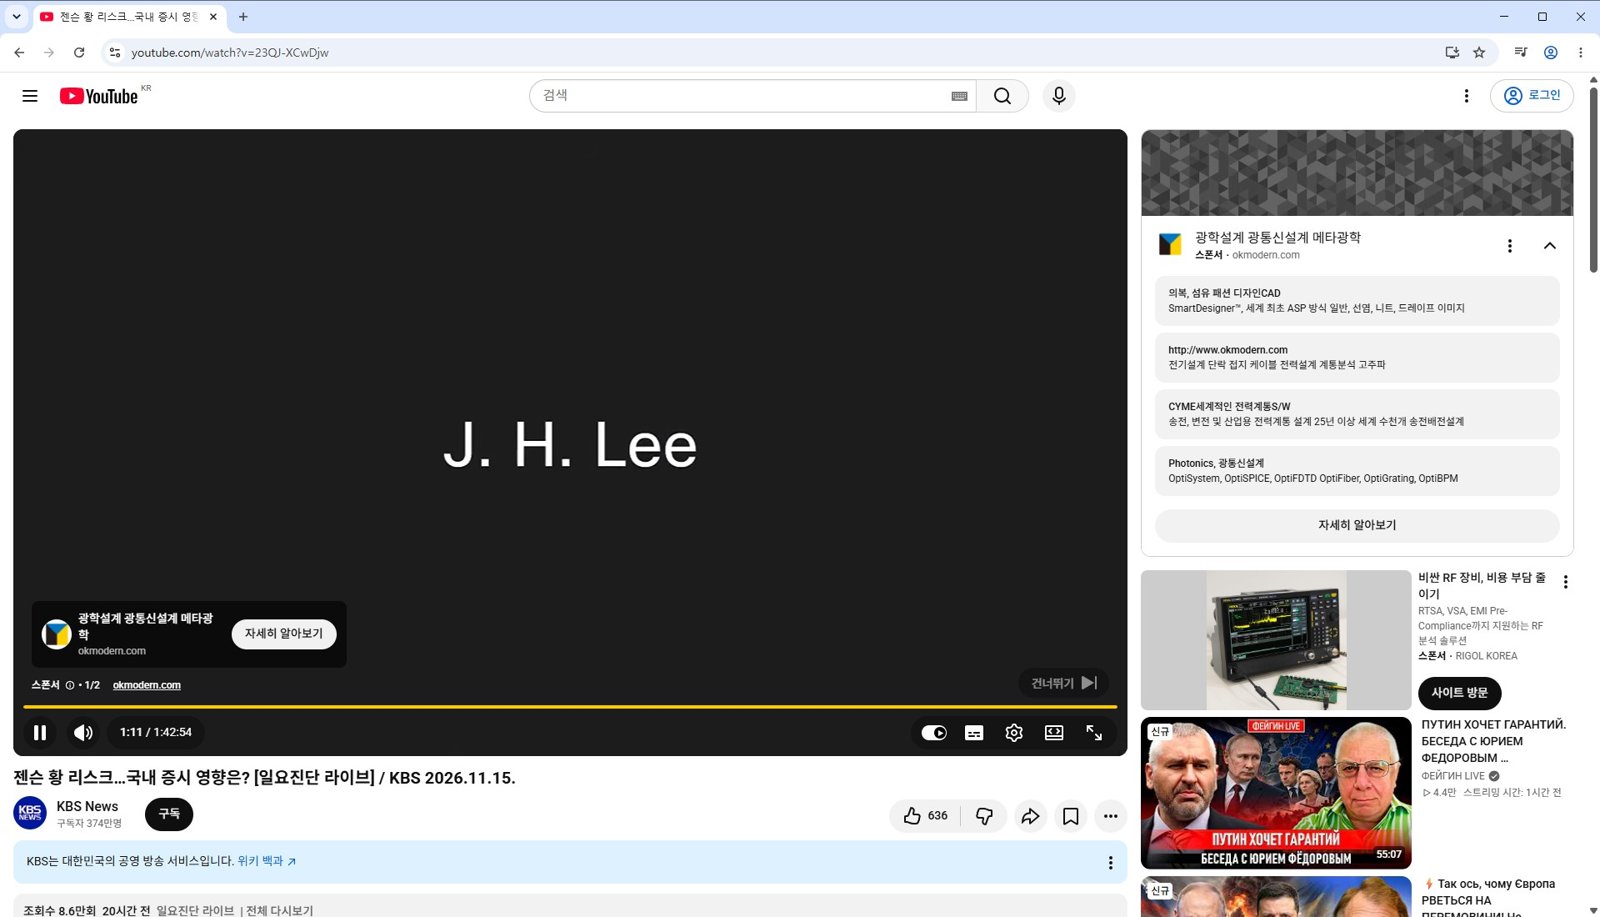 젠슨 황 리스크…국내 증시 영향
youtube.com/watch?v=23QJ-XCwDjw
YouTube KR
검색
로그인
J. H. Lee
광학설계 광통신설계 메타광
학
okmodern.com
자세히 알아보기
스폰서 • 1/2 okmodern.com
건너뛰기
1:11 / 1:42:54
젠슨 황 리스크…국내 증시 영향은? [일요진단 라이브] / KBS 2026.11.15.
KBS NEWS
KBS News
구독자 374만명
구독
636
KBS는 대한민국의 공영 방송 서비스입니다. 위키 백과
조회수 8.6만회 20시간 전 일요진단 라이브 | 전체 다시보기
광학설계 광통신설계 메타광학
스폰서 · okmodern.com
의복, 섬유 패션 디자인CAD
SmartDesigner™, 세계 최초 ASP 방식 일반, 선염, 니트, 드레이프 이미지
http://www.okmodern.com
전기설계 단락 접지 케이블 전력설계 계통분석 고주파
CYME세계적인 전력계통S/W
송전, 변전 및 산업용 전력계통 설계 25년 이상 세계 수천개 송전배전설계
Photonics, 광통신설계
OptiSystem, OptiSPICE, OptiFDTD OptiFiber, OptiGrating, OptiBPM
자세히 알아보기
비싼 RF 장비, 비용 부담 줄
이기
RTSA, VSA, EMI Pre-
Compliance까지 지원하는 RF
분석 솔루션
스폰서 · RIGOL KOREA
사이트 방문
신규
ФЕЙГИН LIVE
ПУТИН ХОЧЕТ ГАРАНТИЙ
БЕСЕДА С ЮРИЕМ ФЁДОРОВЫМ
55:07
ПУТИН ХОЧЕТ ГАРАНТИЙ.
БЕСЕДА С ЮРИЕМ
ФЕДОРОВЫМ ...
ФЕЙГИН LIVE
4.4만 스트리밍 시간: 1시간 전
신규
Так ось, чому Європа
РВЕТЬСЯ НА